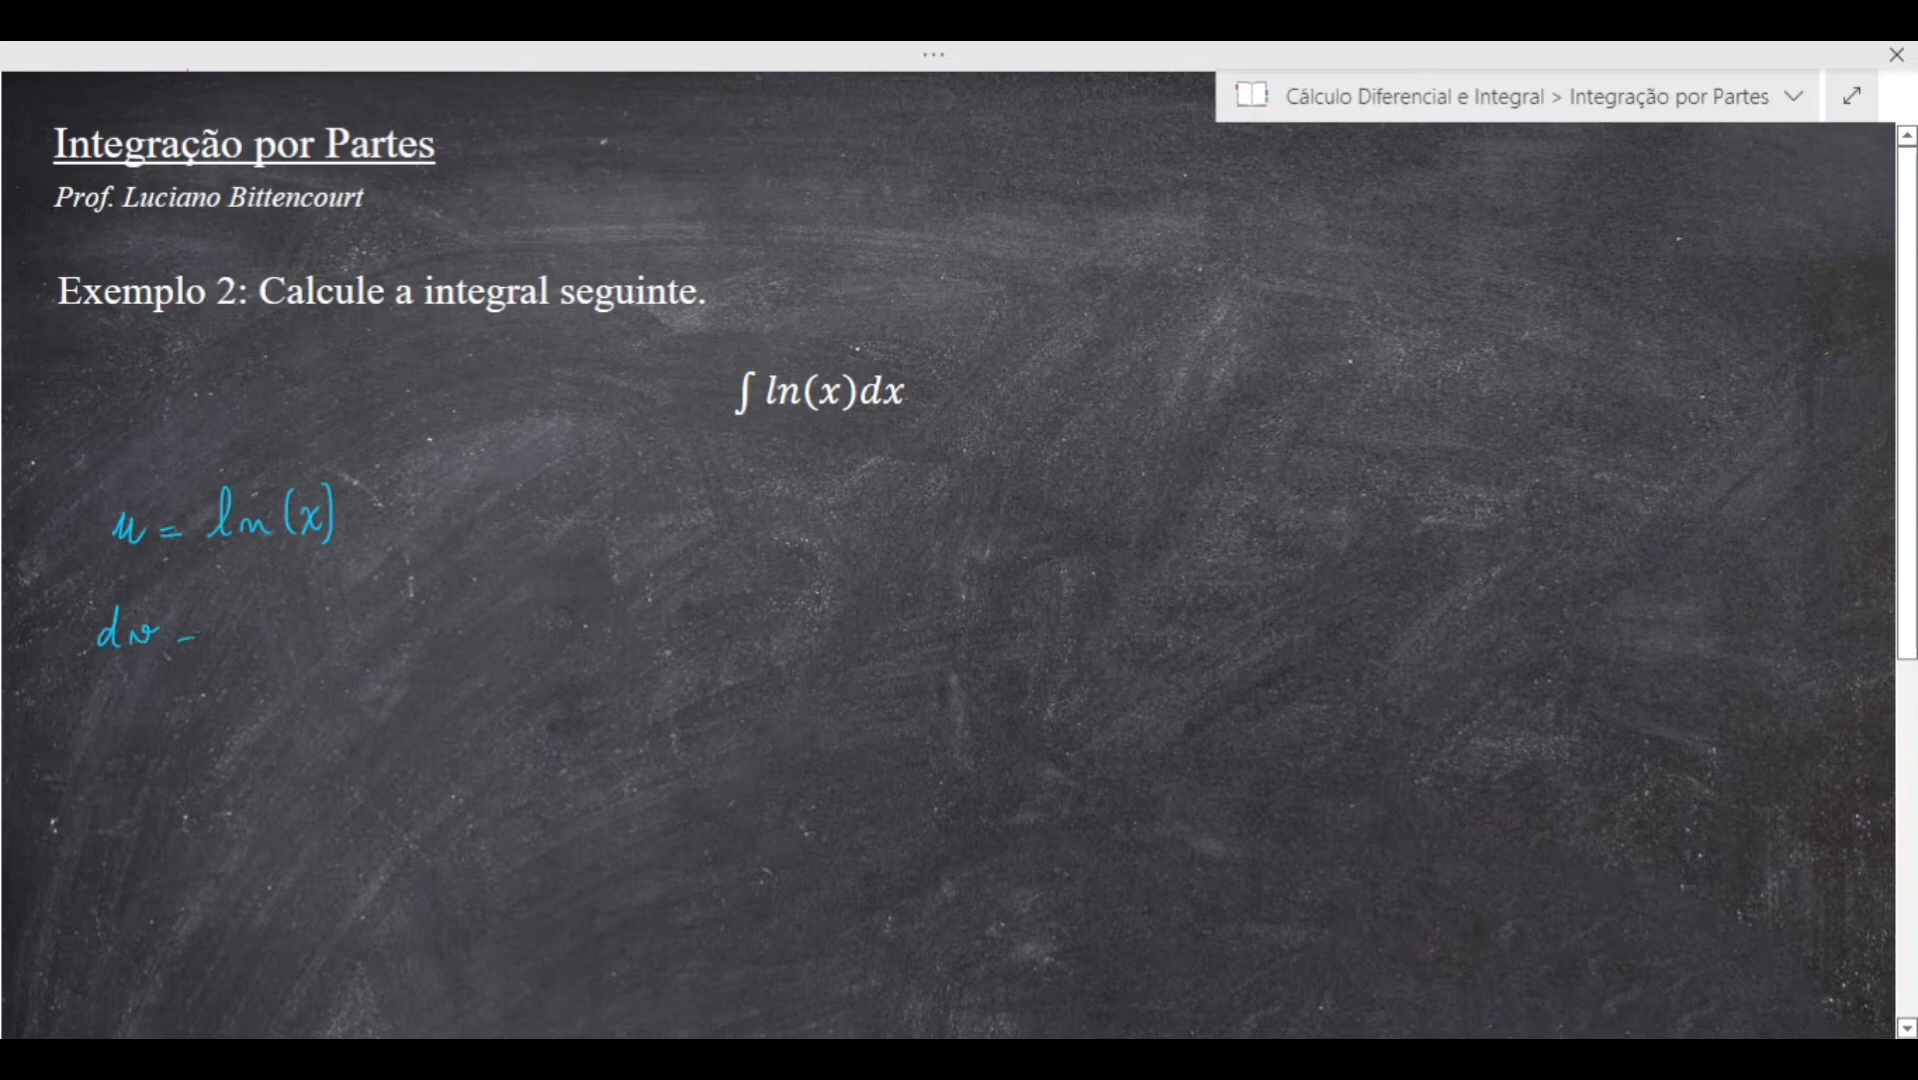 Cálculo Diferencial e Integral > Integração por Partes
Integração por Partes
Prof. Luciano Bittencourt
Exemplo 2: Calcule a integral seguinte.
∫ ln(x)dx
u = ln(x)
dv -